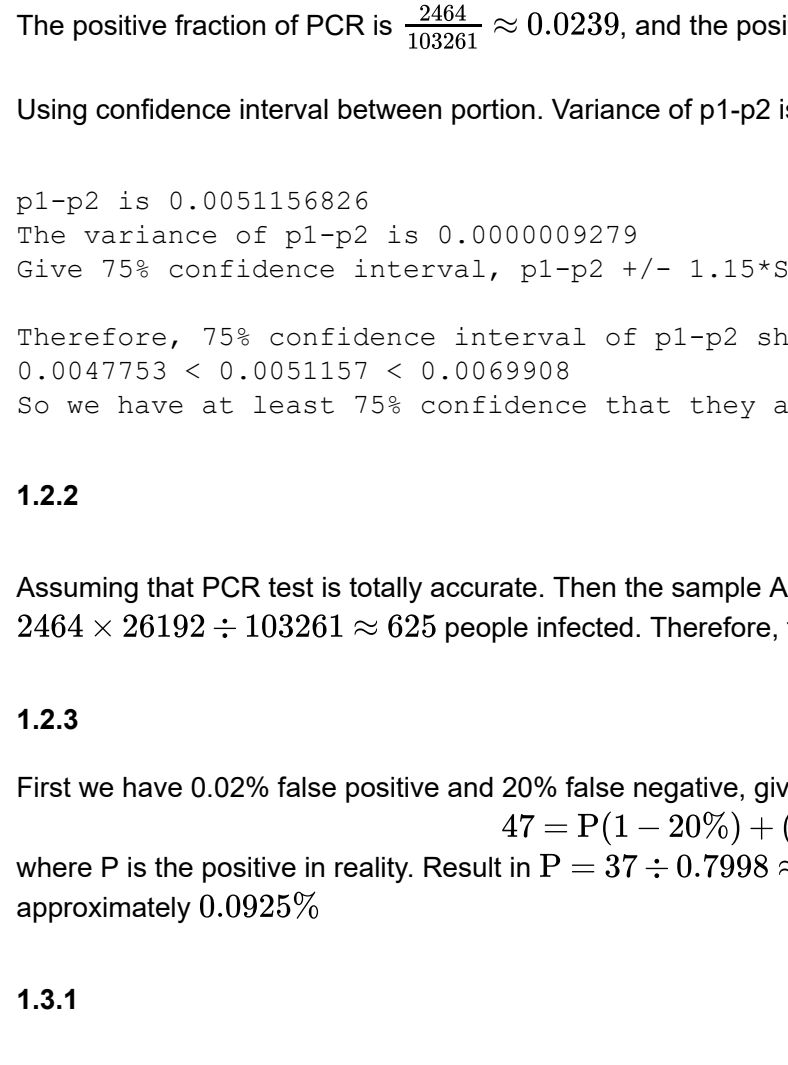 The positive fraction of PCR is 2464/103261 ≈ 0.0239, and the
Using confidence interval between portion. Variance of p1-p2
p1-p2 is 0.0051156826
The variance of p1-p2 is 0.0000009279
Give 75% confidence interval, p1-p2 +/- 1.15*S
Therefore, 75% confidence interval of p1-p2
0.0047753 < 0.0051157 < 0.0069908
So we have at least 75% confidence that they
1.2.2
Assuming that PCR test is totally accurate. Then the sample A
2464 × 26192 ÷ 103261 ≈ 625 people infected. Therefore,
1.2.3
First we have 0.02% false positive and 20% false negative,
47 = P(1 − 20%) + (
where P is the positive in reality. Result in P = 37 ÷ 0.7998 ≈
approximately 0.0925%
1.3.1